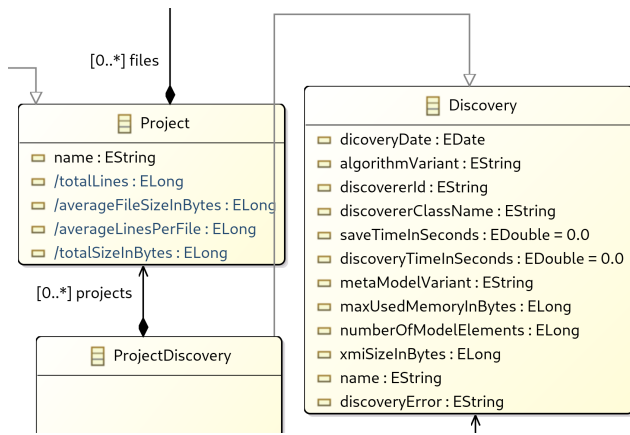 [0..*] files
Project
name : EString
/totalLines : ELong
/averageFileSizeInBytes : ELong
/averageLinesPerFile : ELong
/totalSizeInBytes : ELong
[0..*] projects
ProjectDiscovery
Discovery
dicoveryDate : EDate
algorithmVariant : EString
discovererId : EString
discovererClassName : EString
saveTimeInSeconds : EDouble = 0.0
discoveryTimeInSeconds : EDouble = 0.0
metaModelVariant : EString
maxUsedMemoryInBytes : ELong
numberOfModelElements : ELong
xmiSizeInBytes : ELong
name : EString
discoveryError : EString